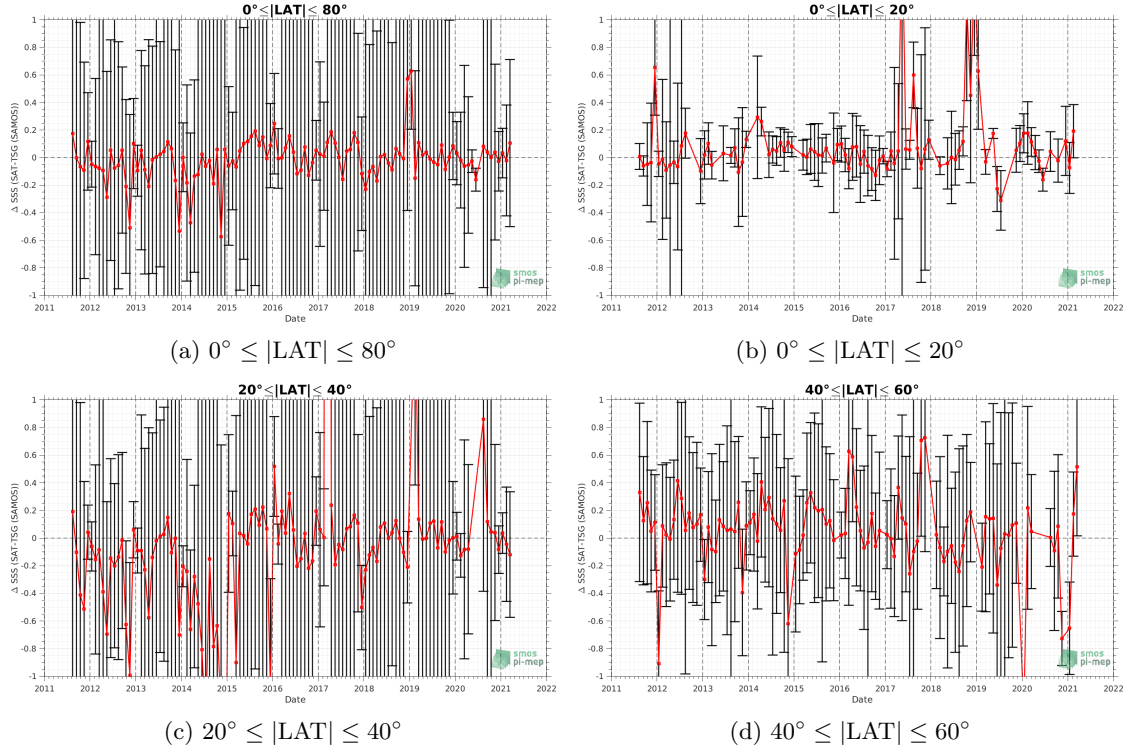 0°≤|LAT|≤ 80°
1
0.8
0.6
0.4
0.2
0
-0.2
-0.4
-0.6
-0.8
-1
Δ SSS (SAT-TSG (SAMOS))
2011 2012 2013 2014 2015 2016 2017 2018 2019 2020 2021 2022
Date
smos
pi-mep
(a) 0° ≤ |LAT| ≤ 80°
0°≤|LAT|≤ 20°
1
0.8
0.6
0.4
0.2
0
-0.2
-0.4
-0.6
-0.8
-1
Δ SSS (SAT-TSG (SAMOS))
2011 2012 2013 2014 2015 2016 2017 2018 2019 2020 2021 2022
Date
smos
pi-mep
(b) 0° ≤ |LAT| ≤ 20°
20°≤|LAT|≤ 40°
1
0.8
0.6
0.4
0.2
0
-0.2
-0.4
-0.6
-0.8
-1
Δ SSS (SAT-TSG (SAMOS))
2011 2012 2013 2014 2015 2016 2017 2018 2019 2020 2021 2022
Date
smos
pi-mep
(c) 20° ≤ |LAT| ≤ 40°
40°≤|LAT|≤ 60°
1
0.8
0.6
0.4
0.2
0
-0.2
-0.4
-0.6
-0.8
-1
Δ SSS (SAT-TSG (SAMOS))
2011 2012 2013 2014 2015 2016 2017 2018 2019 2020 2021 2022
Date
smos
pi-mep
(d) 40° ≤ |LAT| ≤ 60°